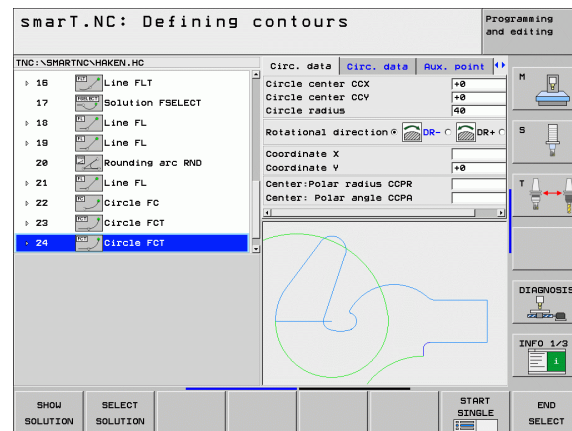 smarT.NC: Defining contours
Programming
and editing
TNC:\SMARTNC\HAKEN.HC
16 Line FLT
17 Solution FSELECT
18 Line FL
19 Line FL
20 Rounding arc RND
21 Line FL
22 Circle FC
23 Circle FCT
24 Circle FCT
Circ. data Circ. data Aux. point
Circle center CCX +0
Circle center CCY +0
Circle radius 40
Rotational direction DR- DR+
Coordinate X
Coordinate Y +0
Center:Polar radius CCPR
Center: Polar angle CCPA
M
S
T
DIAGNOSIS
INFO 1/3
SHOW
SOLUTION
SELECT
SOLUTION
START
SINGLE
END
SELECT